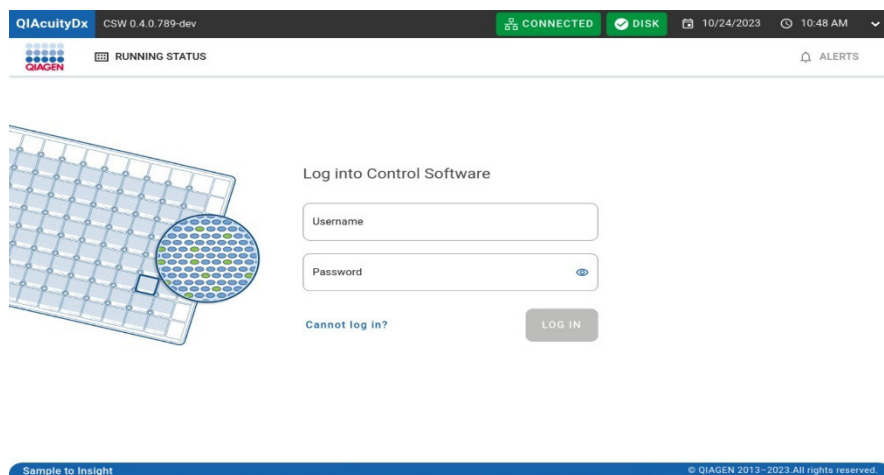 QIAcuityDx CSW 0.4.0.789-dev CONNECTED DISK 10/24/2023 10:48 AM
QIAGEN RUNNING STATUS ALERTS
Log into Control Software
Username
Password
Cannot log in? LOG IN
Sample to Insight © QIAGEN 2013–2023.All rights reserved.